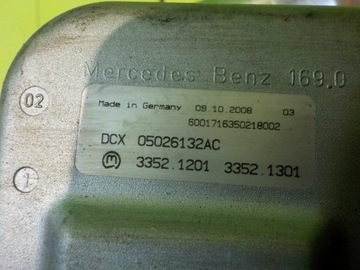 Mercedes Benz 169.0
02
Made in Germany 09.10.2008 03
6001716350218002
DCX 05026132AC
m 3352.1201 3352.1301